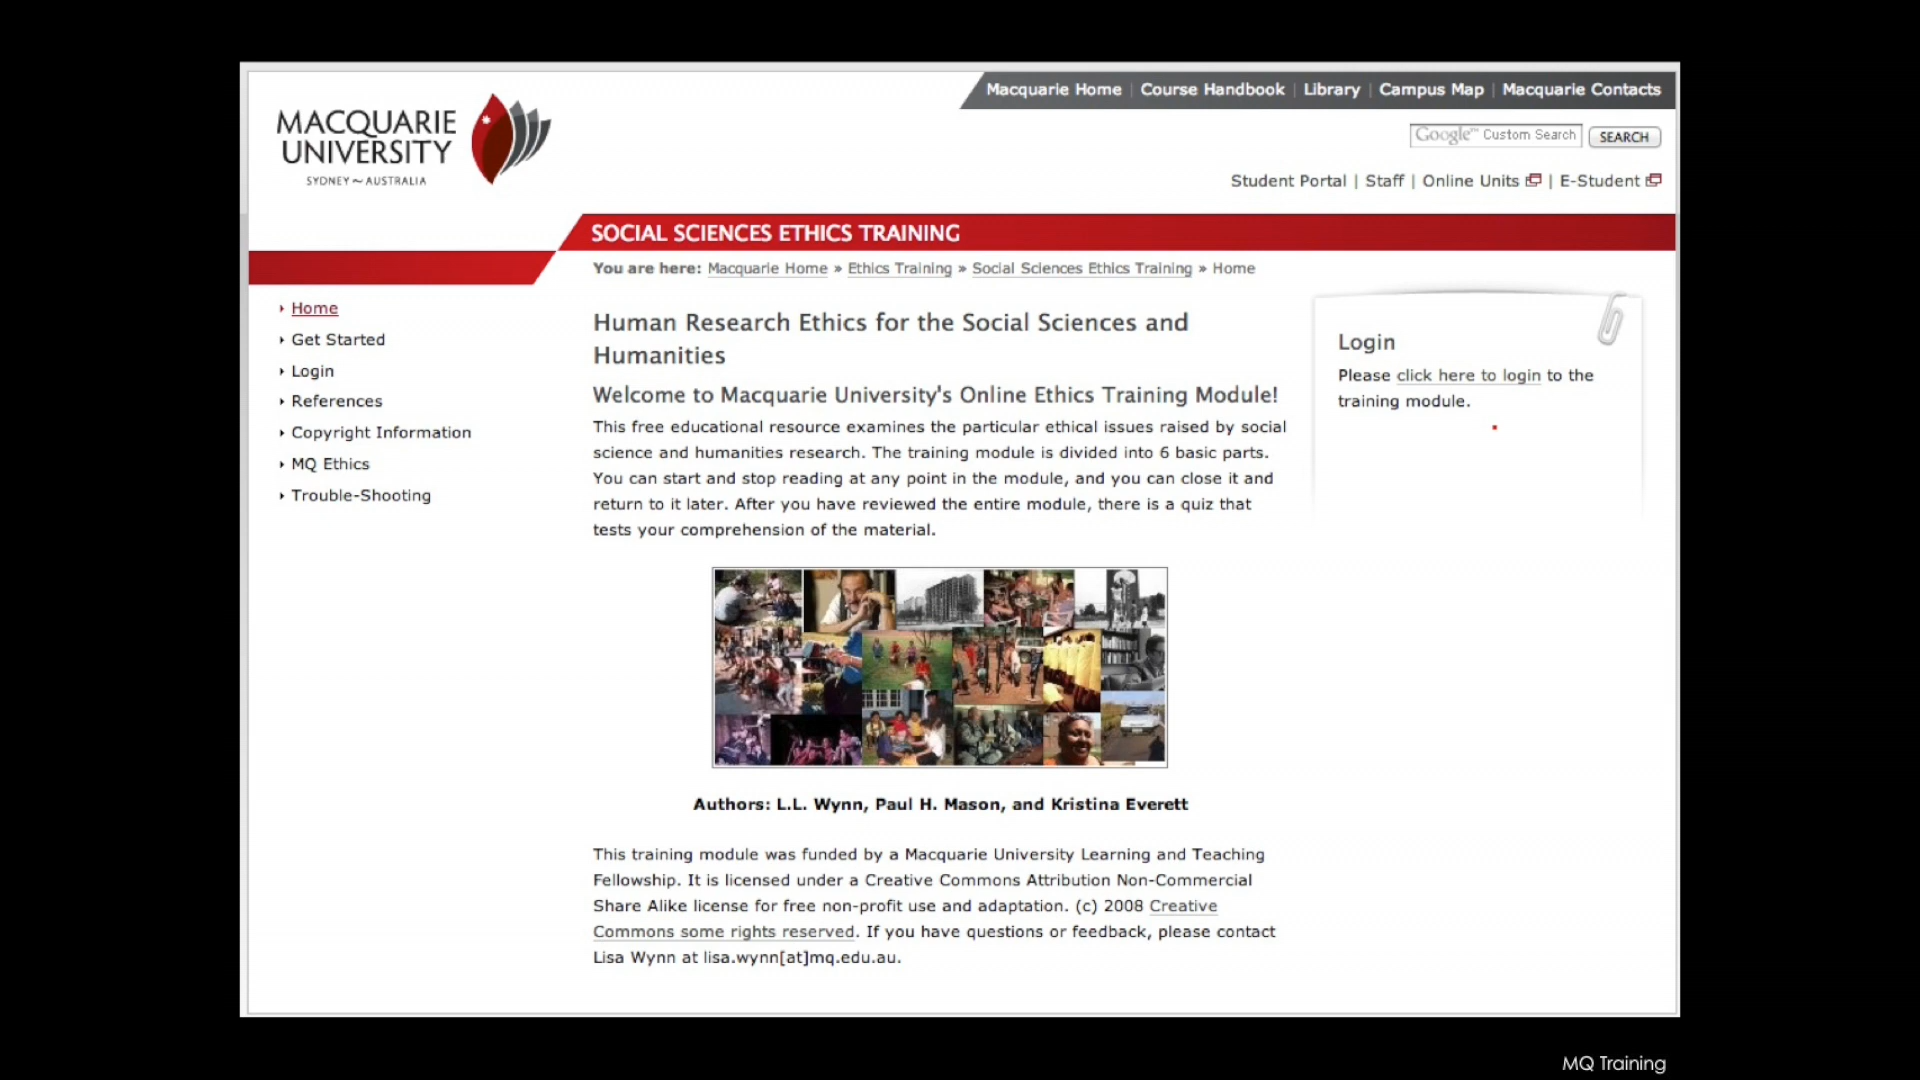 Macquarie Home | Course Handbook | Library | Campus Map | Macquarie Contacts
MACQUARIE
UNIVERSITY
SYDNEY ~ AUSTRALIA
Google™ Custom Search SEARCH
Student Portal | Staff | Online Units | E-Student
SOCIAL SCIENCES ETHICS TRAINING
You are here: Macquarie Home » Ethics Training » Social Sciences Ethics Training » Home
Home
Get Started
Login
References
Copyright Information
MQ Ethics
Trouble-Shooting
Human Research Ethics for the Social Sciences and
Humanities
Welcome to Macquarie University's Online Ethics Training Module!
This free educational resource examines the particular ethical issues raised by social
science and humanities research. The training module is divided into 6 basic parts.
You can start and stop reading at any point in the module, and you can close it and
return to it later. After you have reviewed the entire module, there is a quiz that
tests your comprehension of the material.
Authors: L.L. Wynn, Paul H. Mason, and Kristina Everett
This training module was funded by a Macquarie University Learning and Teaching
Fellowship. It is licensed under a Creative Commons Attribution Non-Commercial
Share Alike license for free non-profit use and adaptation. (c) 2008 Creative
Commons some rights reserved. If you have questions or feedback, please contact
Lisa Wynn at lisa.wynn[at]mq.edu.au.
Login
Please click here to login to the
training module.
MQ Training